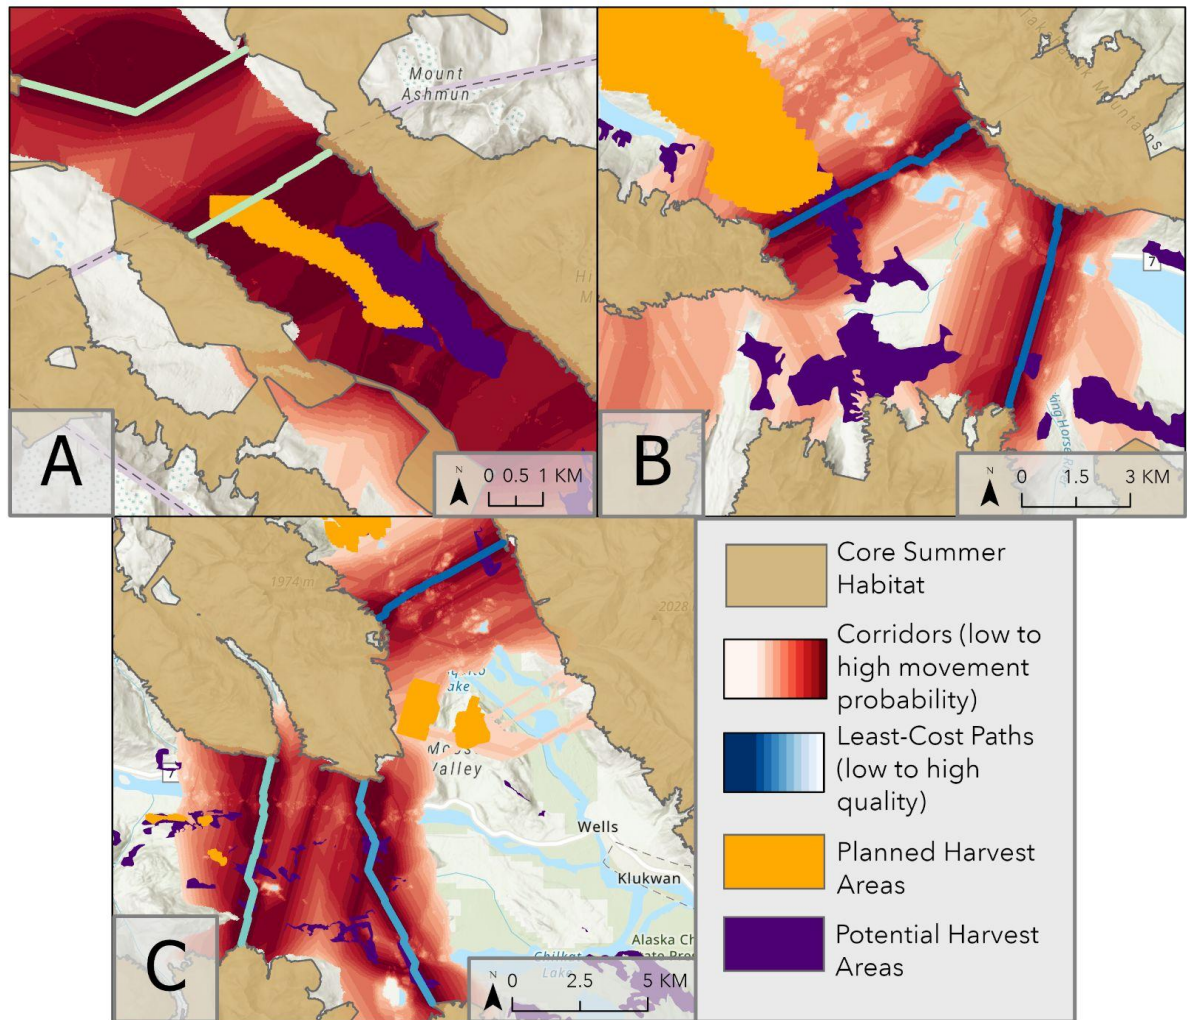 Mount
Ashmun
A
N
0 0.5 1 KM
Mountains
7
B
N
0 1.5 3 KM
1974 m
2028
Moose
Valley
7
Wells
Klukwan
Alaska Ch
Chilkat
Lake
C
N
0 2.5 5 KM
Core Summer
Habitat
Corridors (low to
high movement
probability)
Least-Cost Paths
(low to high
quality)
Planned Harvest
Areas
Potential Harvest
Areas